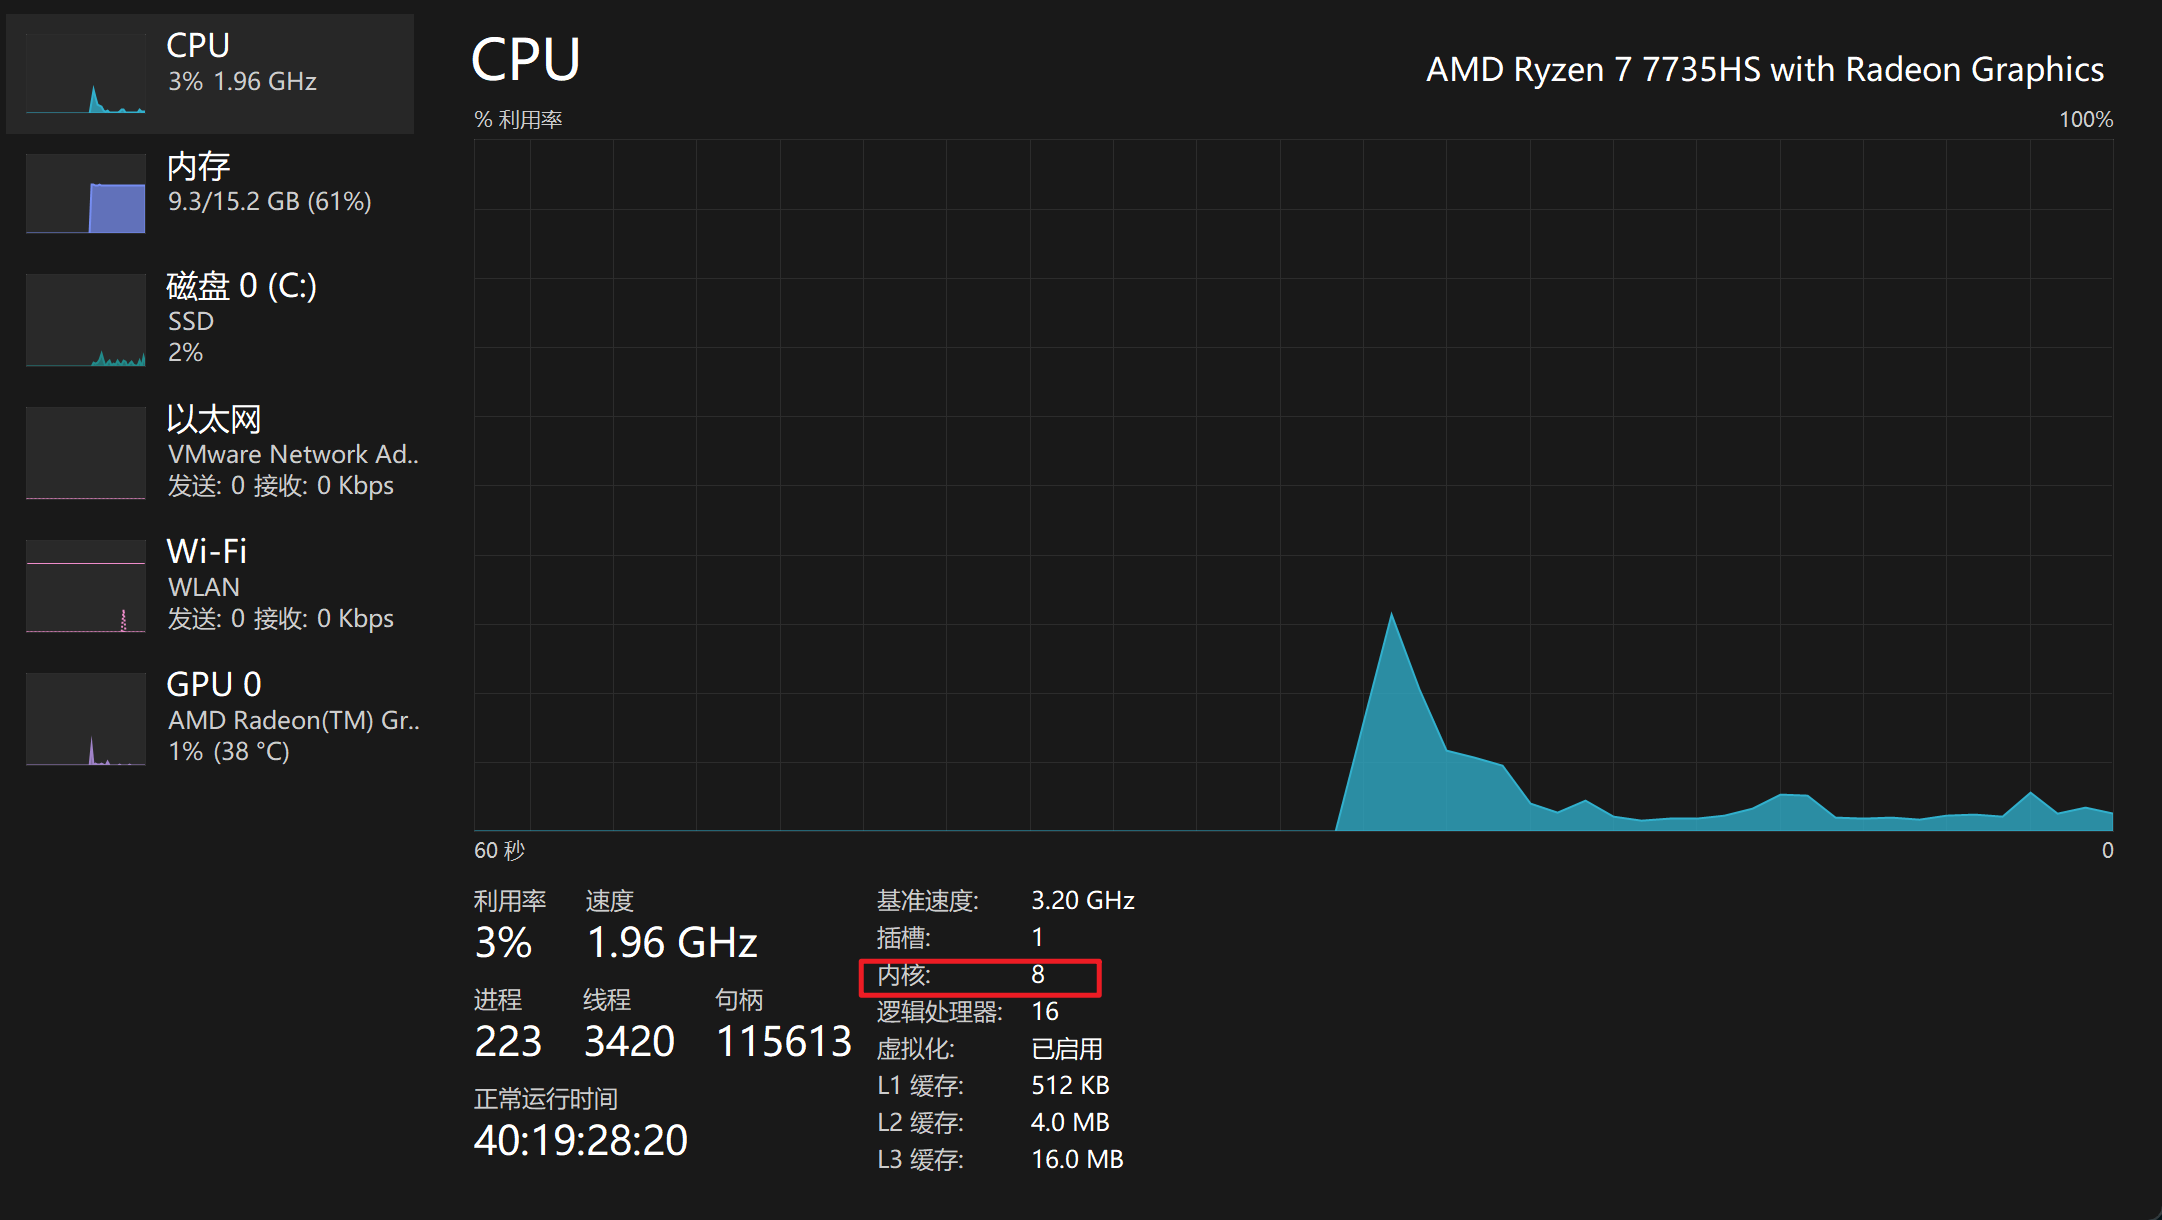 CPU
3% 1.96 GHz
内存
9.3/15.2 GB (61%)
磁盘 0 (C:)
SSD
2%
以太网
VMware Network Ad..
发送: 0 接收: 0 Kbps
Wi-Fi
WLAN
发送: 0 接收: 0 Kbps
GPU 0
AMD Radeon(TM) Gr..
1% (38 °C)
CPU
AMD Ryzen 7 7735HS with Radeon Graphics
% 利用率
100%
60 秒
0
利用率 速度
3% 1.96 GHz
进程 线程 句柄
223 3420 115613
正常运行时间
40:19:28:20
基准速度: 3.20 GHz
插槽: 1
内核: 8
逻辑处理器: 16
虚拟化: 已启用
L1 缓存: 512 KB
L2 缓存: 4.0 MB
L3 缓存: 16.0 MB